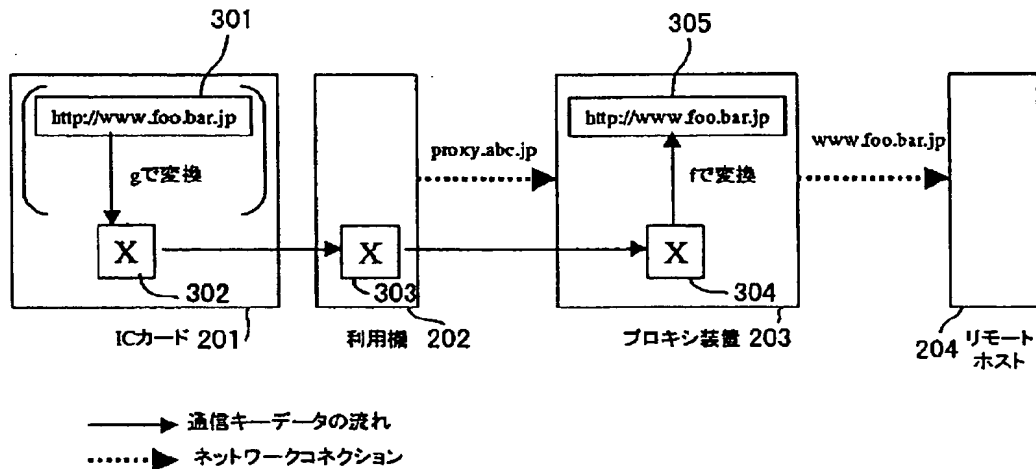 301
305
http://www.foo.bar.jp
http://www.foo.bar.jp
proxy.abc.jp
www.foo.bar.jp
gで変換
fで変換
X
X
X
302
303
304
ICカード 201
利用機 202
プロキシ装置 203
204 リモート
ホスト
通信キーデータの流れ
ネットワークコネクション